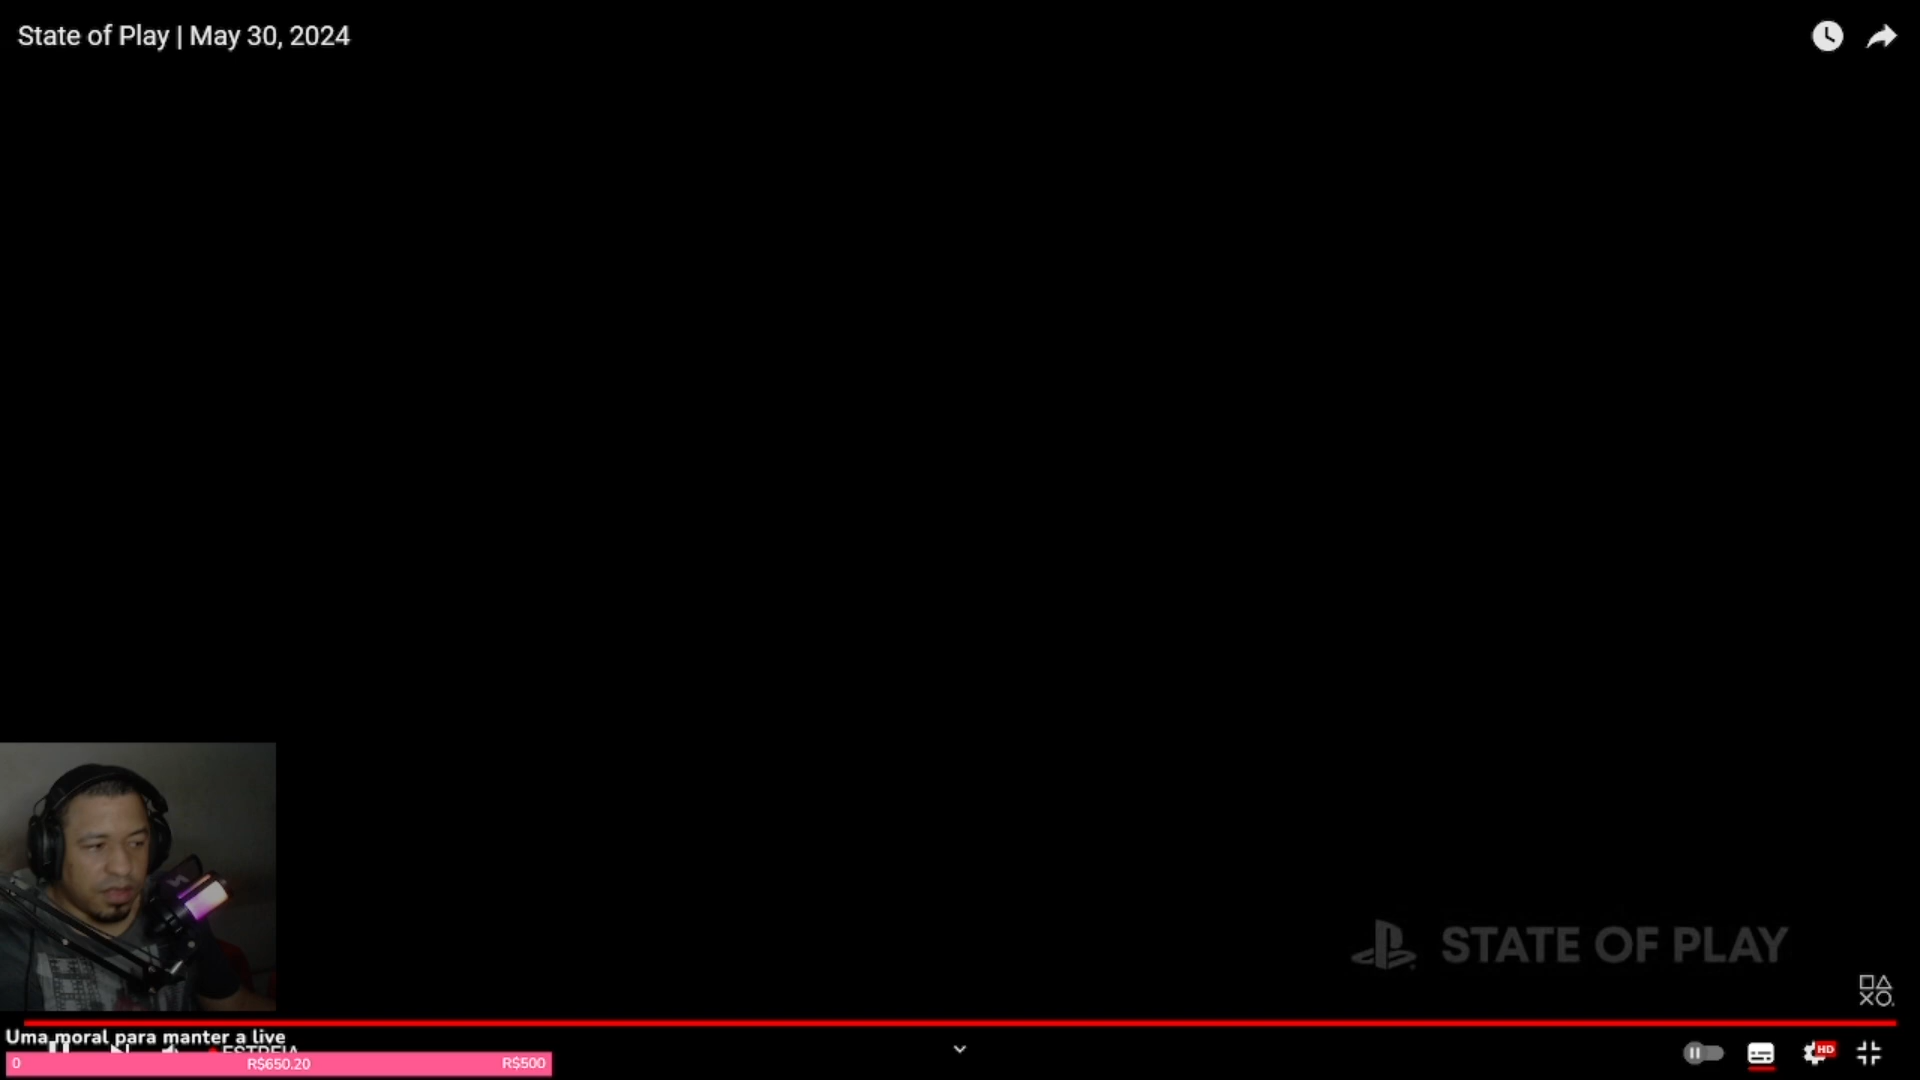 State of Play | May 30, 2024
STATE OF PLAY
Uma moral para manter a live
ESTREIA
0 R$650.20 R$500
HD